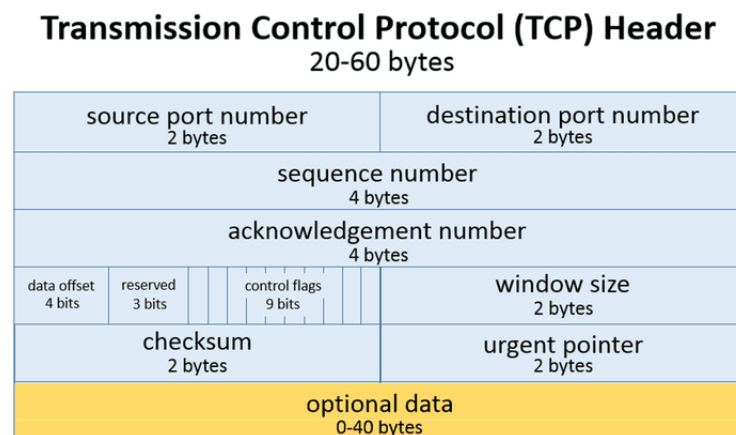 Transmission Control Protocol (TCP) Header
20-60 bytes
source port number
2 bytes
destination port number
2 bytes
sequence number
4 bytes
acknowledgement number
4 bytes
data offset
4 bits
reserved
3 bits
control flags
9 bits
window size
2 bytes
checksum
2 bytes
urgent pointer
2 bytes
optional data
0-40 bytes